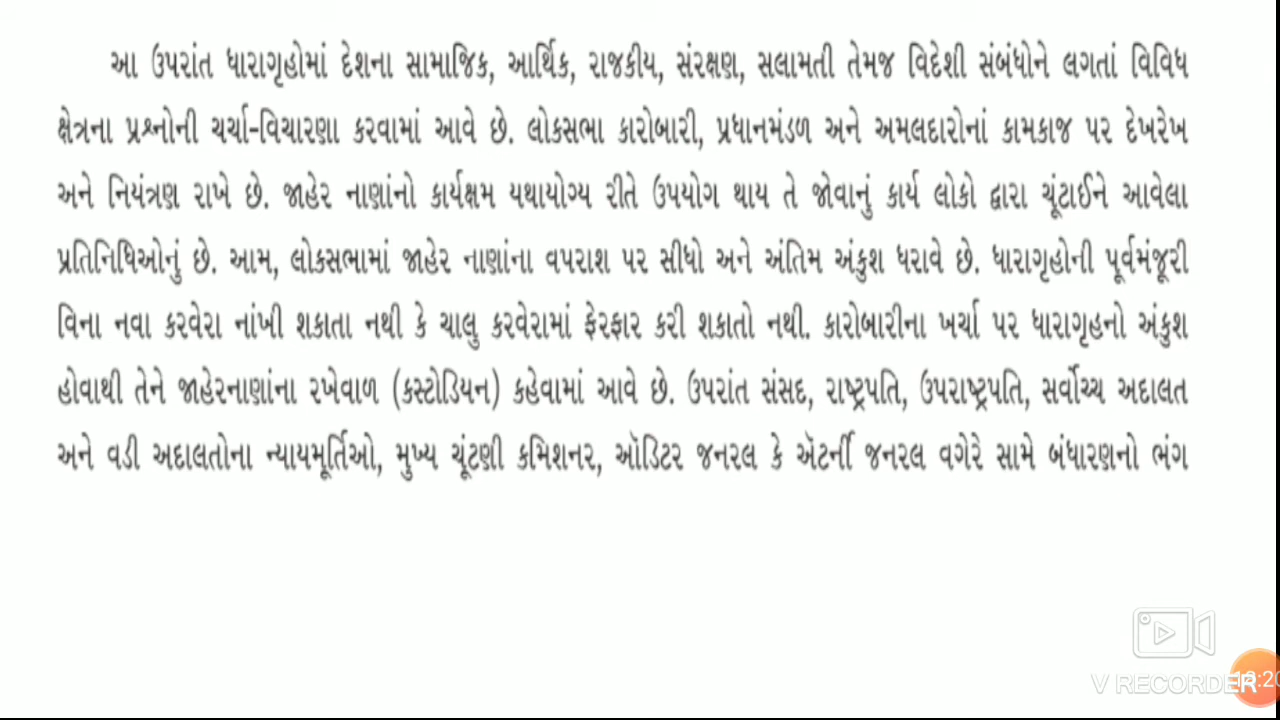 આ ઉપરાંત ધારાગૃહોમાં દેશના સામાજિક, આર્થિક, રાજકીય, સંરક્ષણ, સલામતી તેમજ વિદેશી સંબંધોને લગતાં વિવિધ
ક્ષેત્રના પ્રશ્નોની ચર્ચા-વિચારણા કરવામાં આવે છે. લોકસભા કારોબારી, પ્રધાનમંડળ અને અમલદારોનાં કામકાજ પર દેખરેખ
અને નિયંત્રણ રાખે છે. જાહેર નાણાંનો કાર્યક્ષમ યથાયોગ્ય રીતે ઉપયોગ થાય તે જોવાનું કાર્ય લોકો દ્વારા ચૂંટાઈને આવેલા
પ્રતિનિધિઓનું છે. આમ, લોકસભામાં જાહેર નાણાંના વપરાશ પર સીધો અને અંતિમ અંકુશ ધરાવે છે. ધારાગૃહોની પૂર્વમંજૂરી
વિના નવા કરવેરા નાંખી શકાતા નથી કે ચાલુ કરવેરામાં ફેરફાર કરી શકાતો નથી. કારોબારીના ખર્ચા પર ધારાગૃહનો અંકુશ
હોવાથી તેને જાહેરનાણાંના રખેવાળ (કસ્ટોડિયન) કહેવામાં આવે છે. ઉપરાંત સંસદ, રાષ્ટ્રપતિ, ઉપરાષ્ટ્રપતિ, સર્વોચ્ચ અદાલત
અને વડી અદાલતોના ન્યાયમૂર્તિઓ, મુખ્ય ચૂંટણી કમિશનર, ઑડિટર જનરલ કે ઍટર્ની જનરલ વગેરે સામે બંધારણનો ભંગ
V RECORDER